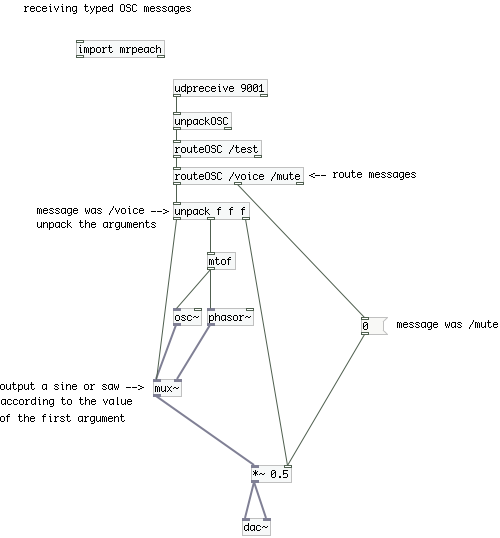 receiving typed OSC messages
import mrpeach
udpreceive 9001
unpackOSC
routeOSC /test
routeOSC /voice /mute <-- route messages
message was /voice --> unpack f f f
unpack the arguments
mtof
osc~ phasor~
0 message was /mute
output a sine or saw --> mux~
according to the value
of the first argument
*~ 0.5
dac~